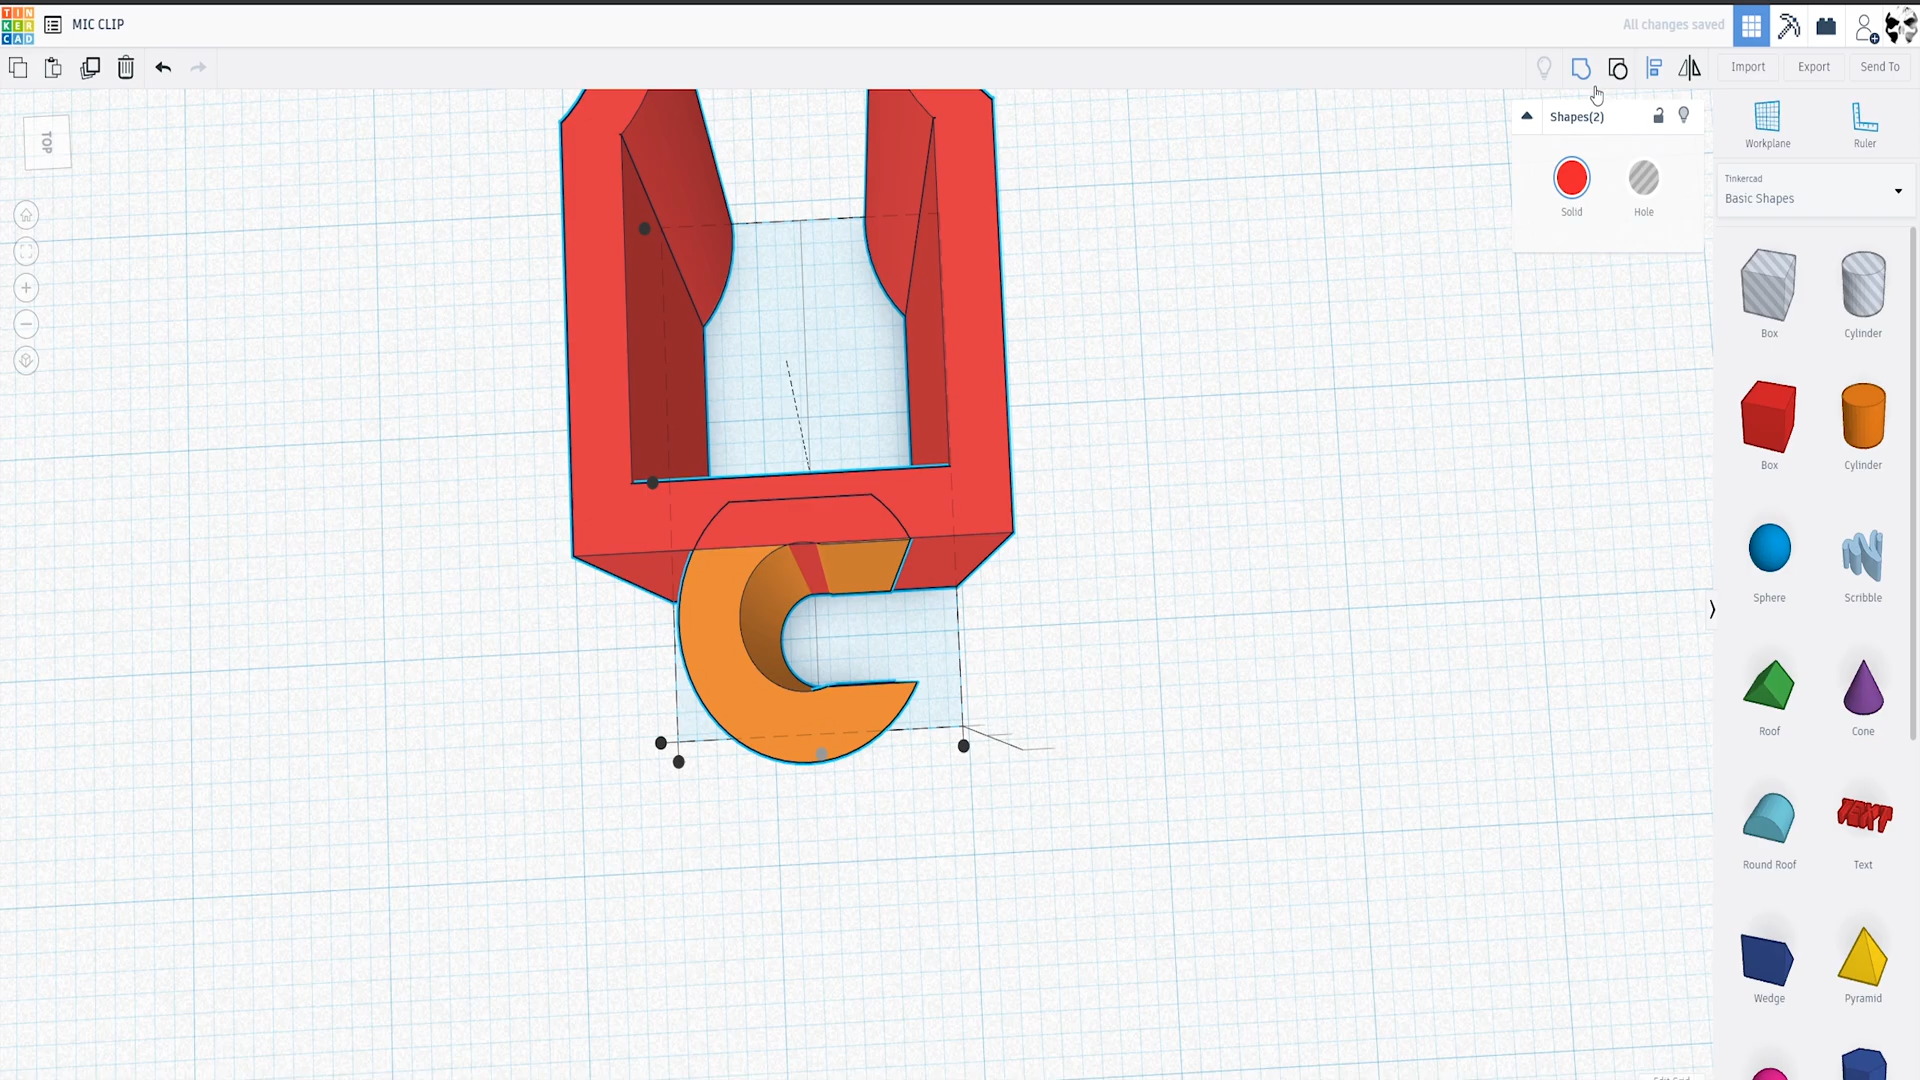 TIN
KER
CAD
MIC CLIP
All changes saved
Import
Export
Send To
TOP
Shapes(2)
Solid
Hole
Workplane
Ruler
Tinkercad
Basic Shapes
Box
Cylinder
Box
Cylinder
Sphere
Scribble
Roof
Cone
Round Roof
TEXT
Text
Wedge
Pyramid